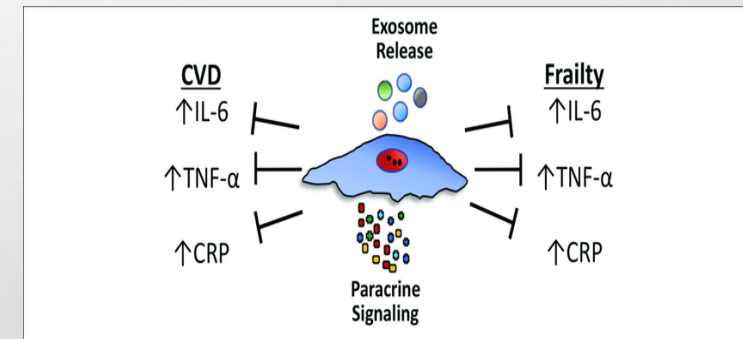 Exosome
Release
CVD
↑IL-6
↑TNF-α
↑CRP
Frailty
↑IL-6
↑TNF-α
↑CRP
Paracrine
Signaling